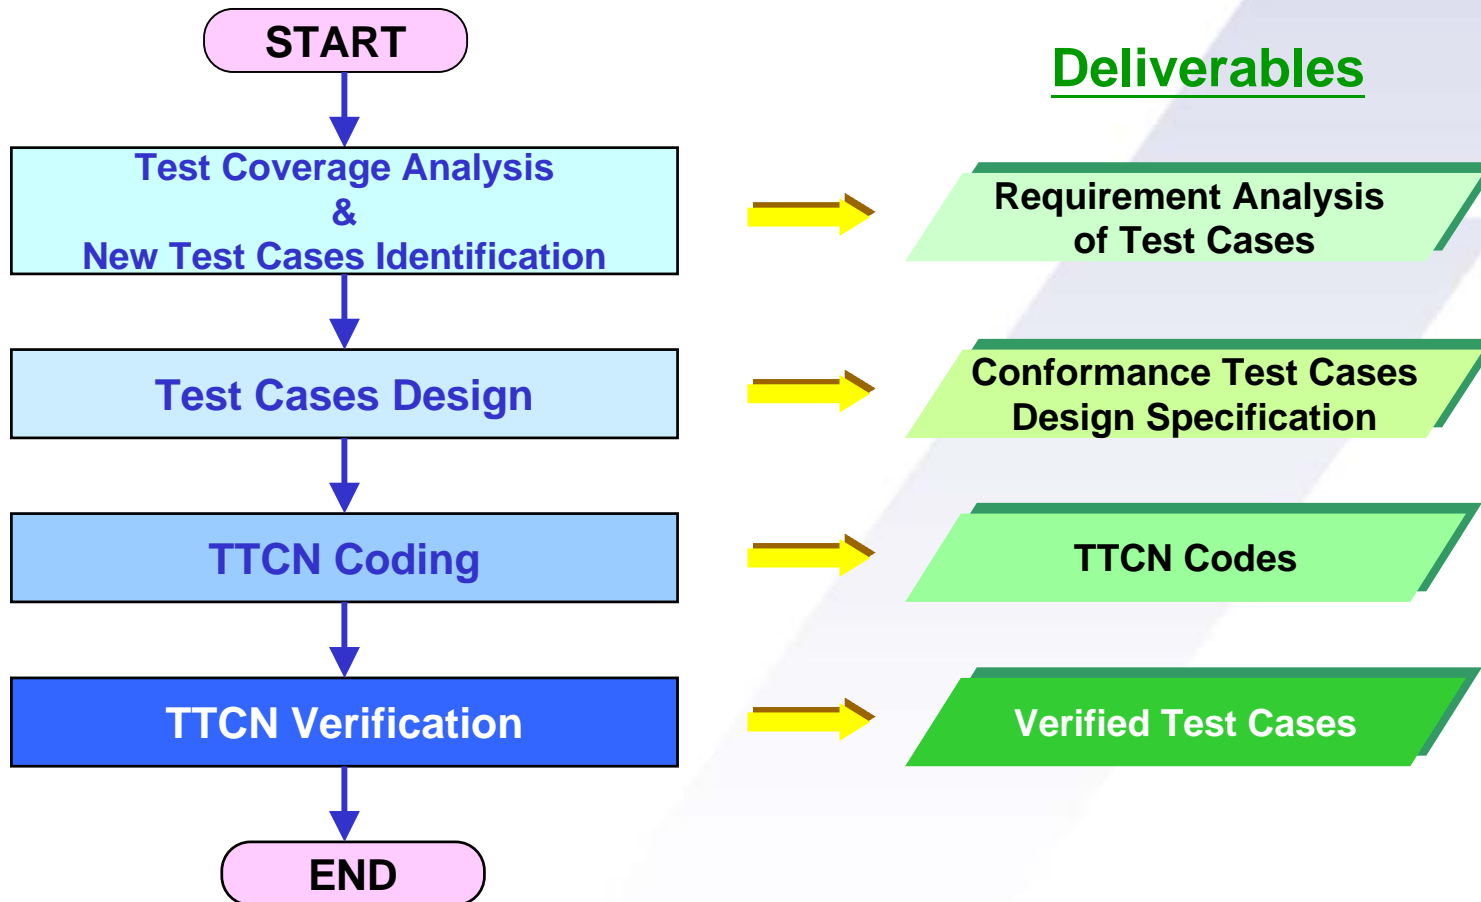 START
Deliverables
Test Coverage Analysis
&
New Test Cases Identification
Requirement Analysis
of Test Cases
Test Cases Design
Conformance Test Cases
Design Specification
TTCN Coding
TTCN Codes
TTCN Verification
Verified Test Cases
END